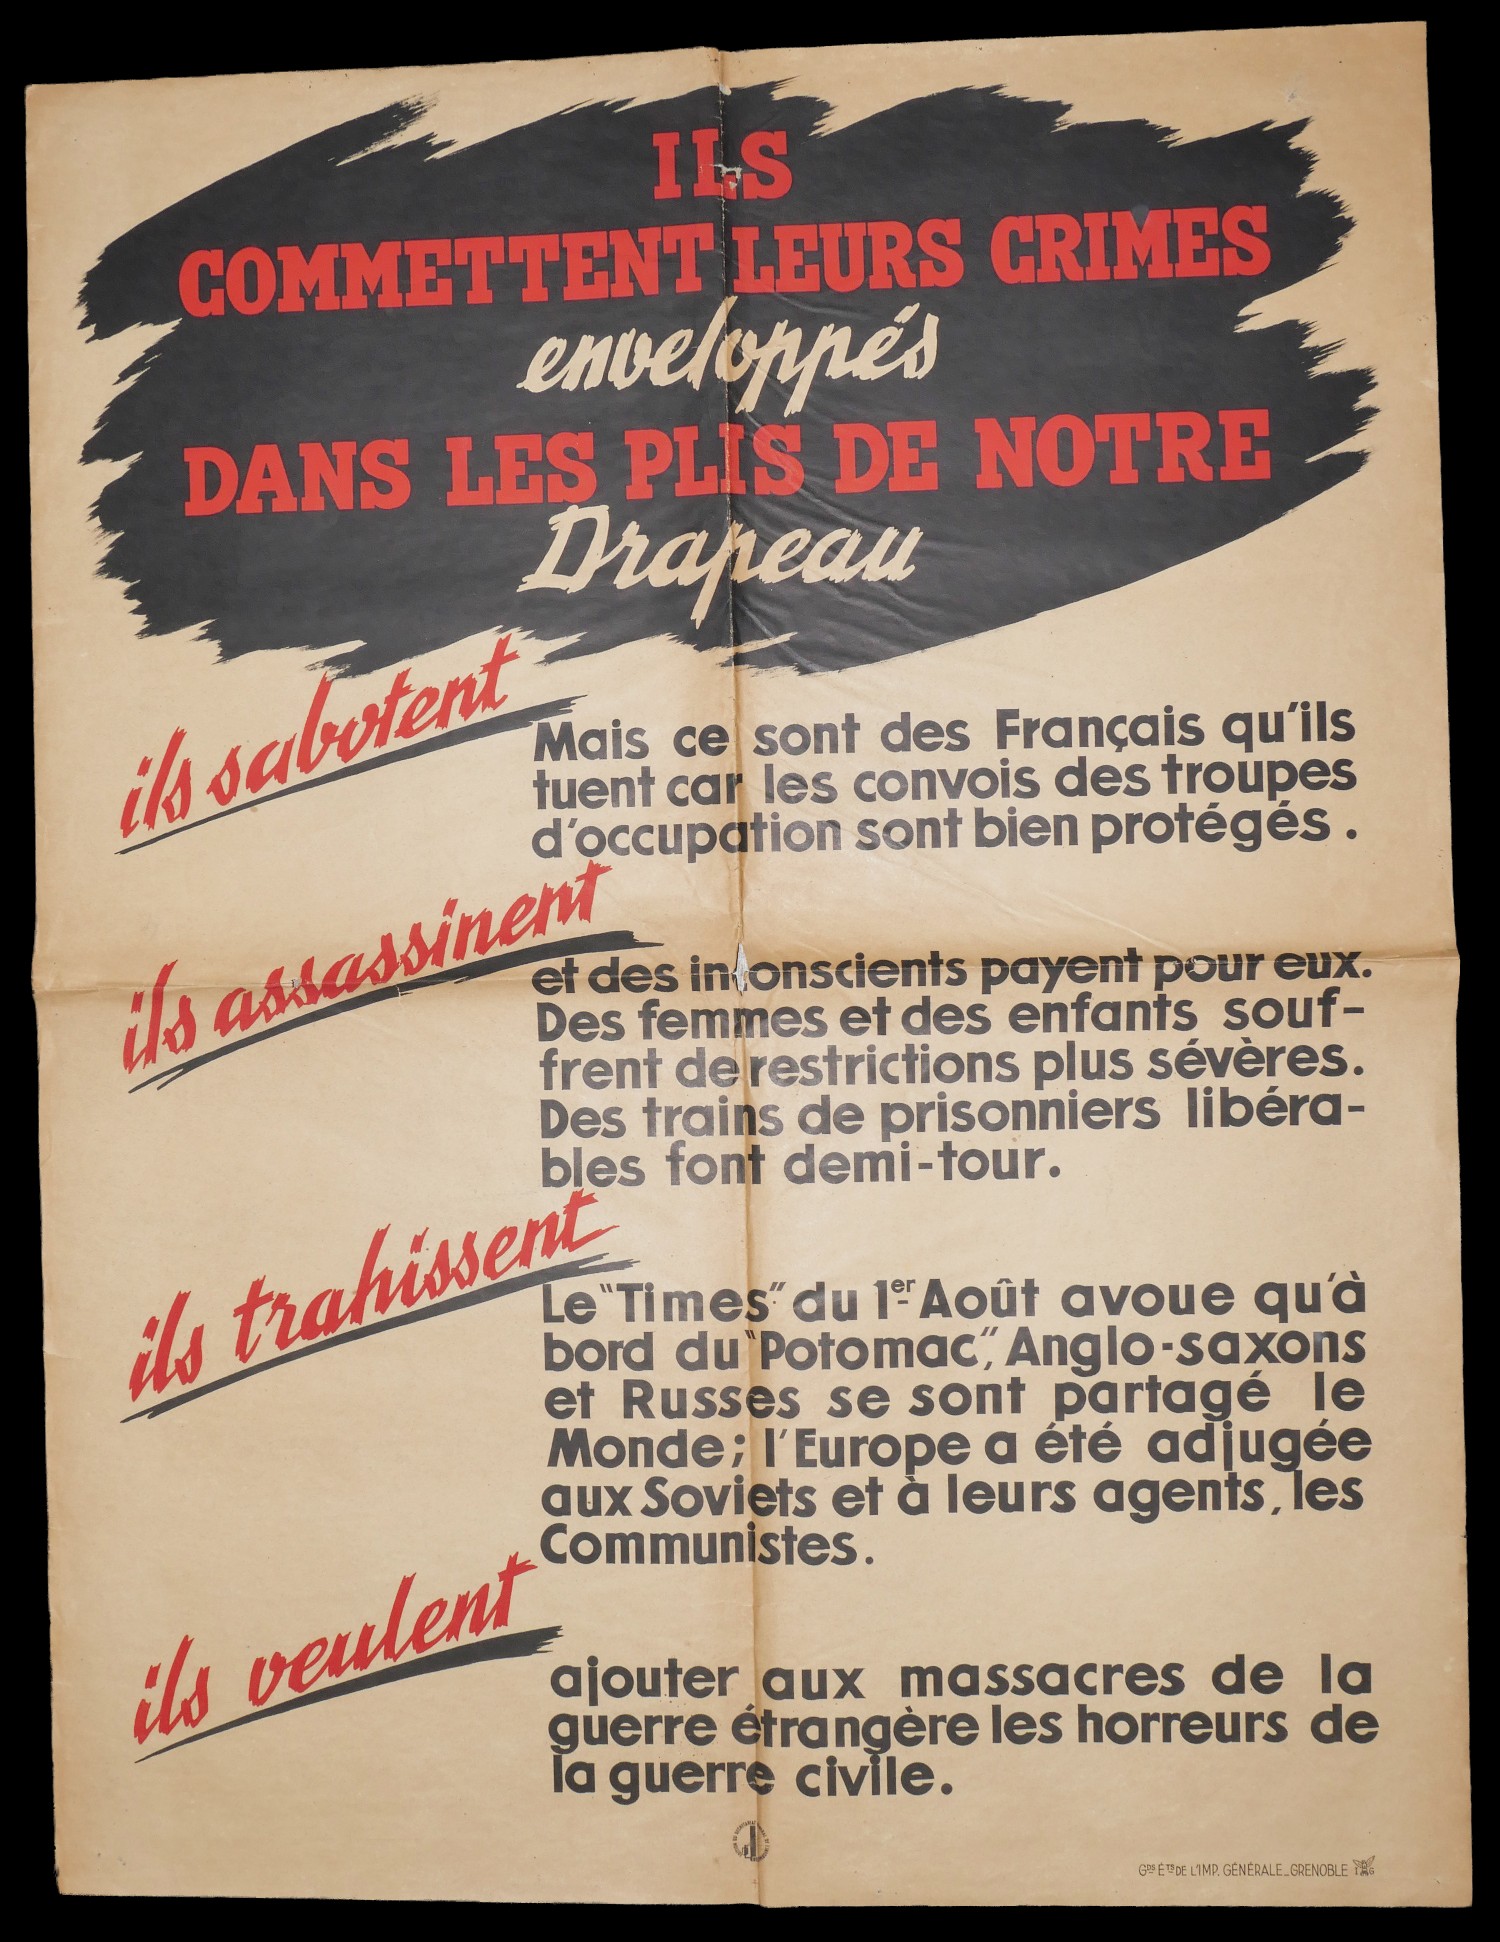 ILS
COMMETTENT LEURS CRIMES
enveloppés
DANS LES PLIS DE NOTRE
Drapeau
ils sabotent
Mais ce sont des Français qu'ils
tuent car les convois des troupes
d'occupation sont bien protégés.
ils assassinent
et des inconscients payent pour eux.
Des femmes et des enfants souf-
frent de restrictions plus sévères.
Des trains de prisonniers libéra-
bles font demi-tour.
ils trahissent
Le "Times" du 1er Août avoue qu'à
bord du "Potomac", Anglo-saxons
et Russes se sont partagé le
Monde; l'Europe a été adjugée
aux Soviets et à leurs agents, les
Communistes.
ils veulent
ajouter aux massacres de la
guerre étrangère les horreurs de
la guerre civile.
Gds Éts DE L'IMP. GÉNÉRALE_GRENOBLE I G